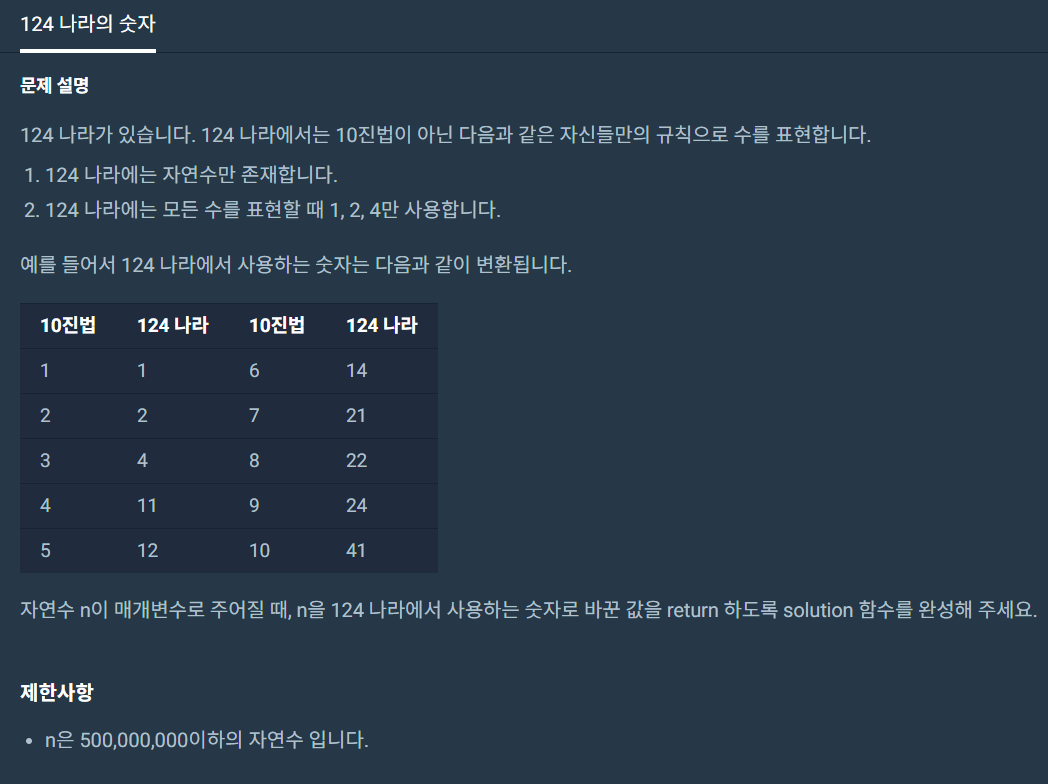 124 나라의 숫자
문제 설명
124 나라가 있습니다. 124 나라에서는 10진법이 아닌 다음과 같은 자신들만의 규칙으로 수를 표현합니다.
1. 124 나라에는 자연수만 존재합니다.
2. 124 나라에는 모든 수를 표현할 때 1, 2, 4만 사용합니다.
예를 들어서 124 나라에서 사용하는 숫자는 다음과 같이 변환됩니다.
10진법 124 나라 10진법 124 나라
1 1 6 14
2 2 7 21
3 4 8 22
4 11 9 24
5 12 10 41
자연수 n이 매개변수로 주어질 때, n을 124 나라에서 사용하는 숫자로 바꾼 값을 return 하도록 solution 함수를 완성해 주세요.
제한사항
• n은 500,000,000이하의 자연수 입니다.